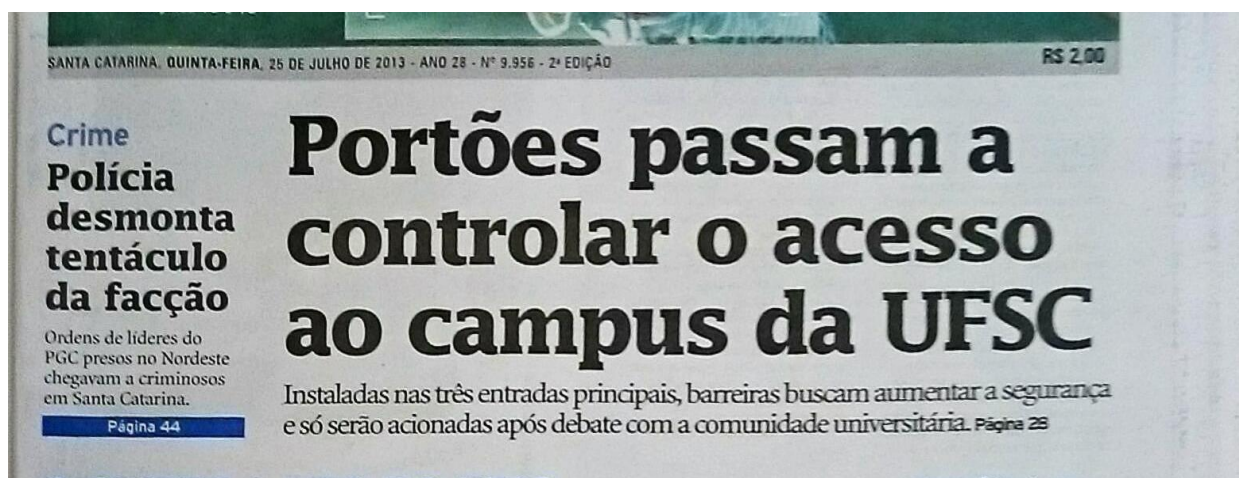 SANTA CATARINA, QUINTA-FEIRA, 25 DE JULHO DE 2013 - ANO 28 - Nº 9.956 - 2ª EDIÇÃO
R$ 2,00
Crime
Polícia
desmonta
tentáculo
da facção
Ordens de líderes do
PGC presos no Nordeste
chegavam a criminosos
em Santa Catarina.
Página 44
Portões passam a
controlar o acesso
ao campus da UFSC
Instaladas nas três entradas principais, barreiras buscam aumentar a segurança
e só serão acionadas após debate com a comunidade universitária. Página 28